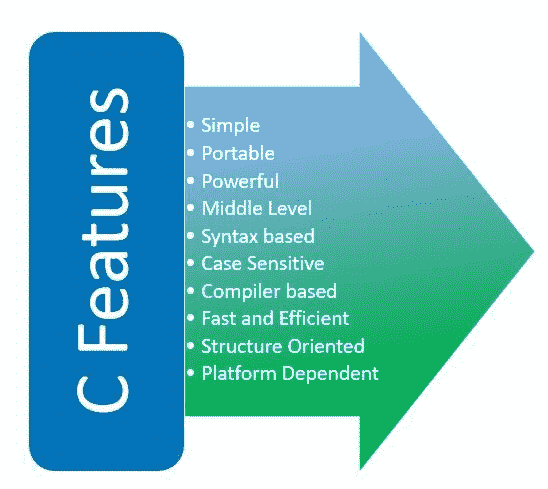 C Features
• Simple
• Portable
• Powerful
• Middle Level
• Syntax based
• Case Sensitive
• Compiler based
• Fast and Efficient
• Structure Oriented
• Platform Dependent